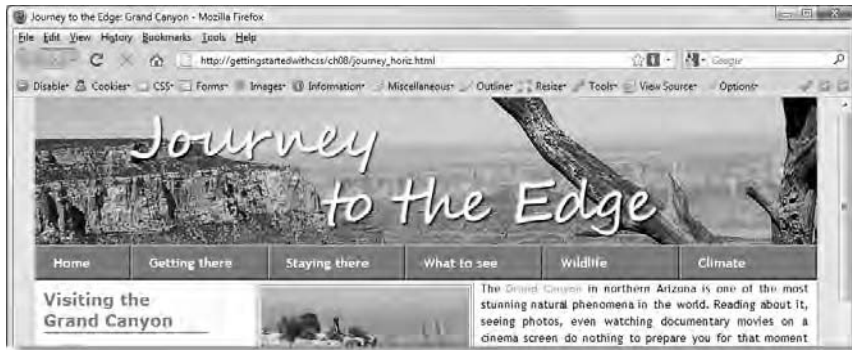 Journey to the Edge: Grand Canyon - Mozilla Firefox
File Edit View History Bookmarks Tools Help
http://gettingstartedwithcss/ch08/journey_horiz.html
Google
Disable Cookies CSS Forms Images Information Miscellaneous Outline Resize Tools View Source Options
Journey
to the Edge
Home Getting there Staying there What to see Wildlife Climate
Visiting the
Grand Canyon
The Grand Canyon in northern Arizona is one of the most
stunning natural phenomena in the world. Reading about it,
seeing photos, even watching documentary movies on a
cinema screen do nothing to prepare you for that moment